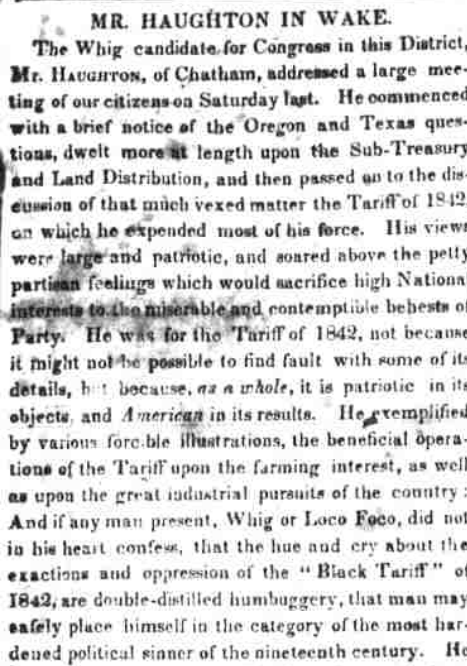 MR. HAUGHTON IN WAKE.
The Whig candidate for Congress in this District,
Mr. HAUGHTON, of Chatham, addressed a large mee-
ting of our citizens on Saturday last. He commenced
with a brief notice of the Oregon and Texas ques-
tions, dwelt more at length upon the Sub-Treasury
and Land Distribution, and then passed on to the dis-
cussion of that much vexed matter the Tariff of 1842,
on which he expended most of his force. His views
were large and patriotic, and soared above the petty
partisan feelings which would sacrifice high National
interests to the miserable and contemptible behests of
Party. He was for the Tariff of 1842, not because
it might not be possible to find fault with some of its
details, but because, as a whole, it is patriotic in its
objects, and American in its results. He exemplified
by various forcible illustrations, the beneficial opera-
tions of the Tariff upon the farming interest, as well
as upon the great industrial pursuits of the country:
And if any man present, Whig or Loco Foco, did not
in his heart confess, that the hue and cry about the
exactions and oppression of the "Black Tariff" of
1842, are double-distilled humbuggery, that man may
safely place himself in the category of the most har-
dened political sinner of the nineteenth century. He